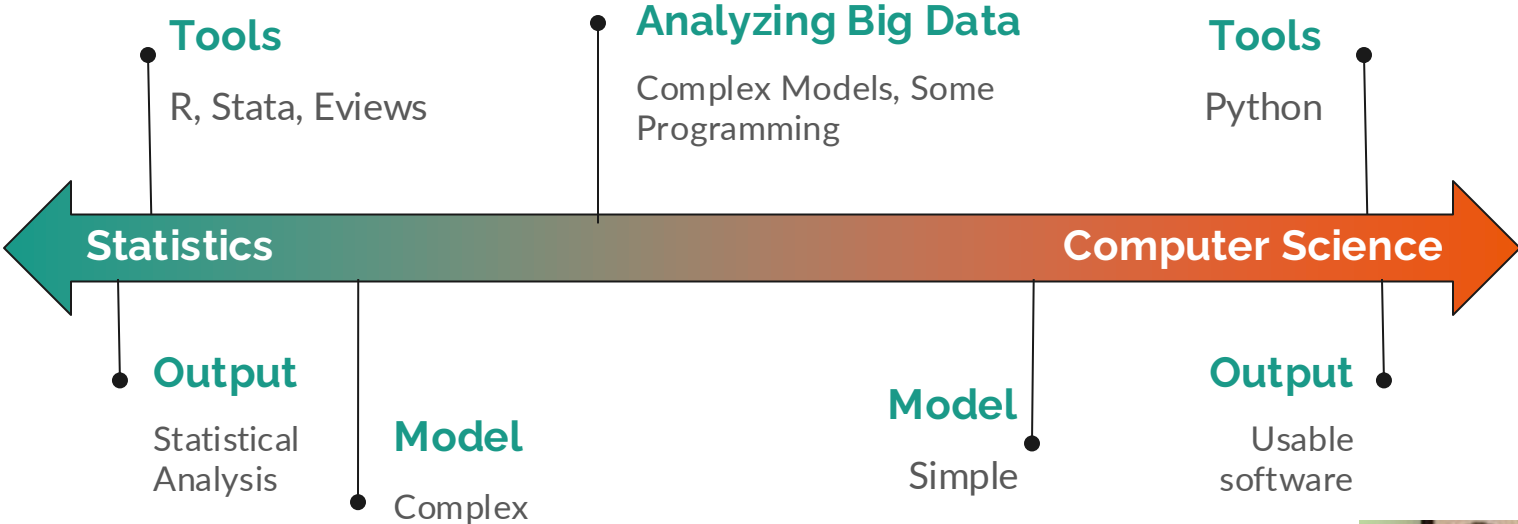 Tools
R, Stata, Eviews
Analyzing Big Data
Complex Models, Some
Programming
Tools
Python
Statistics
Computer Science
Output
Statistical
Analysis
Model
Complex
Model
Simple
Output
Usable
software